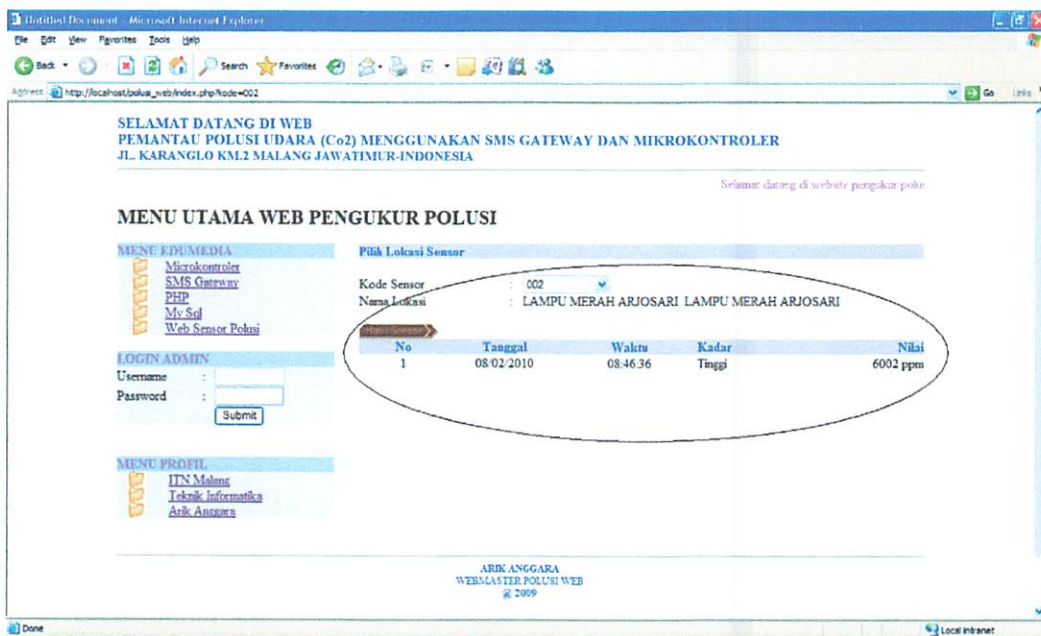 Untitled Document - Microsoft Internet Explorer
File Edit View Favorites Tools Help
Back Search Favorites
Address http://localhost/polusi_web/index.php?kode=002 Go Links
SELAMAT DATANG DI WEB
PEMANTAU POLUSI UDARA (Co2) MENGGUNAKAN SMS GATEWAY DAN MIKROKONTROLER
JL. KARANGLO KM.2 MALANG JAWATIMUR-INDONESIA
Selamat datang di website pengukur polus
MENU UTAMA WEB PENGUKUR POLUSI
MENU EDUMEDIA
Microkontroler
SMS Gateway
PHP
My Sql
Web Sensor Polusi
LOGIN ADMIN
Username :
Password :
Submit
MENU PROFIL
ITN Malang
Teknik Informatika
Arik Anggara
Pilih Lokasi Sensor
Kode Sensor : 002
Nama Lokasi : LAMPU MERAH ARJOSARI LAMPU MERAH ARJOSARI
Hasil Sensor
No Tanggal Waktu Kadar Nilai
1 08/02/2010 08:46:36 Tinggi 6002 ppm
ARIK ANGGARA
WEBMASTER POLUSI WEB
@ 2009
Done Local intranet